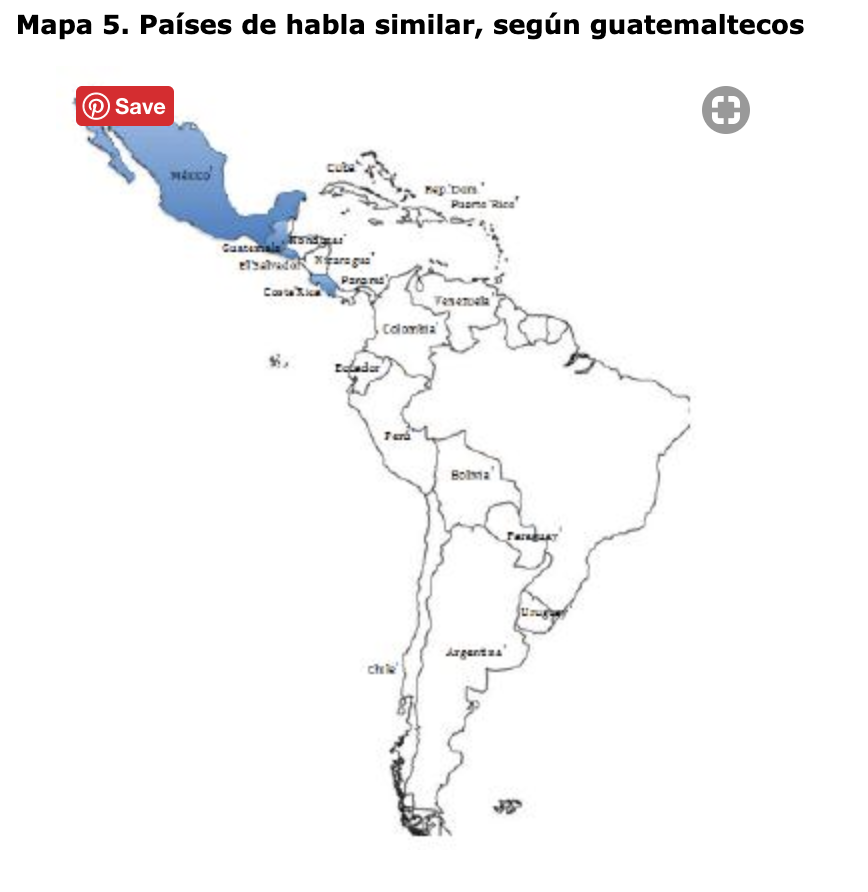 Mapa 5. Países de habla similar, según guatemaltecos
Save
México
Cuba
Rep Dom.
Puerto Rico
Honduras
Guatemala
Nicaragua
El Salvador
Panamá
Costa Rica
Venezuela
Colombia
Ecuador
Perú
Bolivia
Paraguay
Uruguay
Argentina
Chile